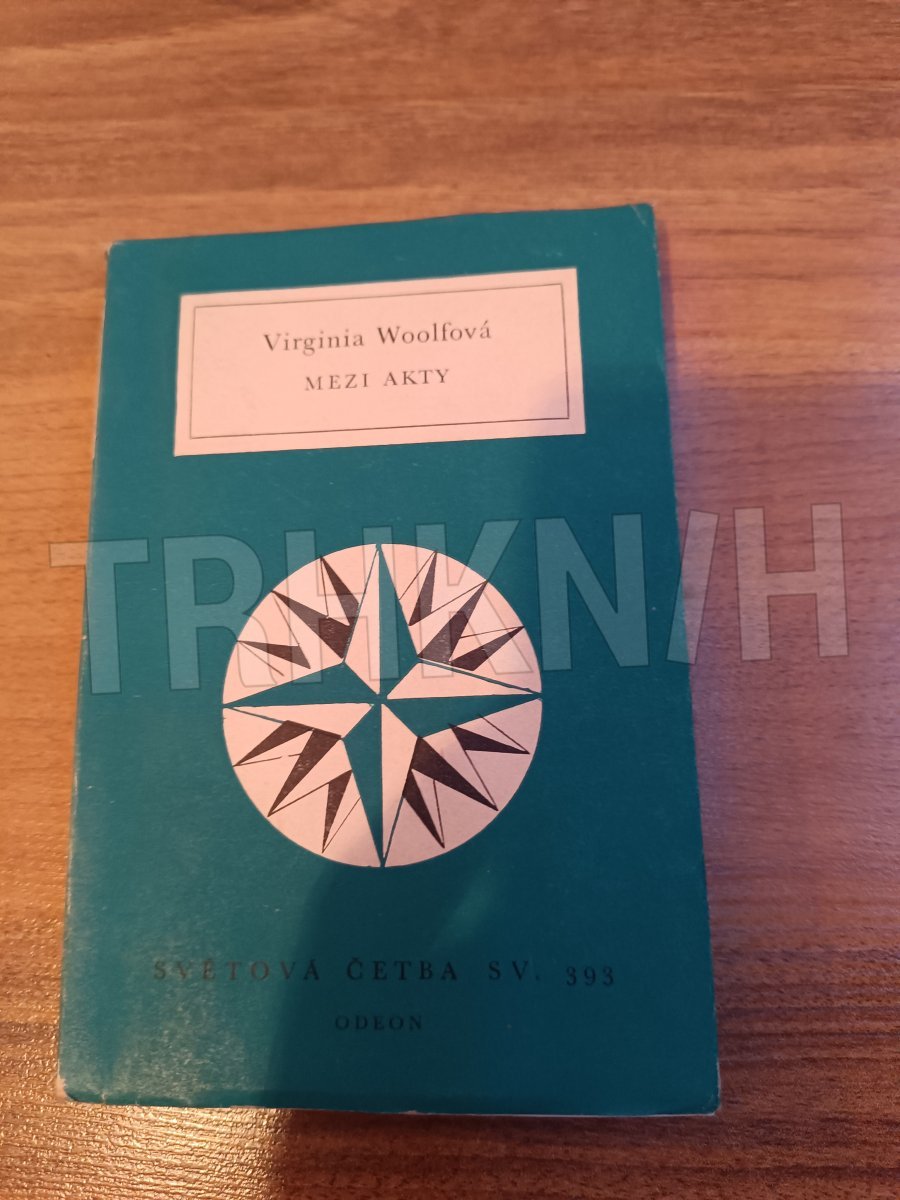 Virginia Woolfová
MEZI AKTY
TRHKNIH
SVĚTOVÁ ČETBA SV. 393
ODEON